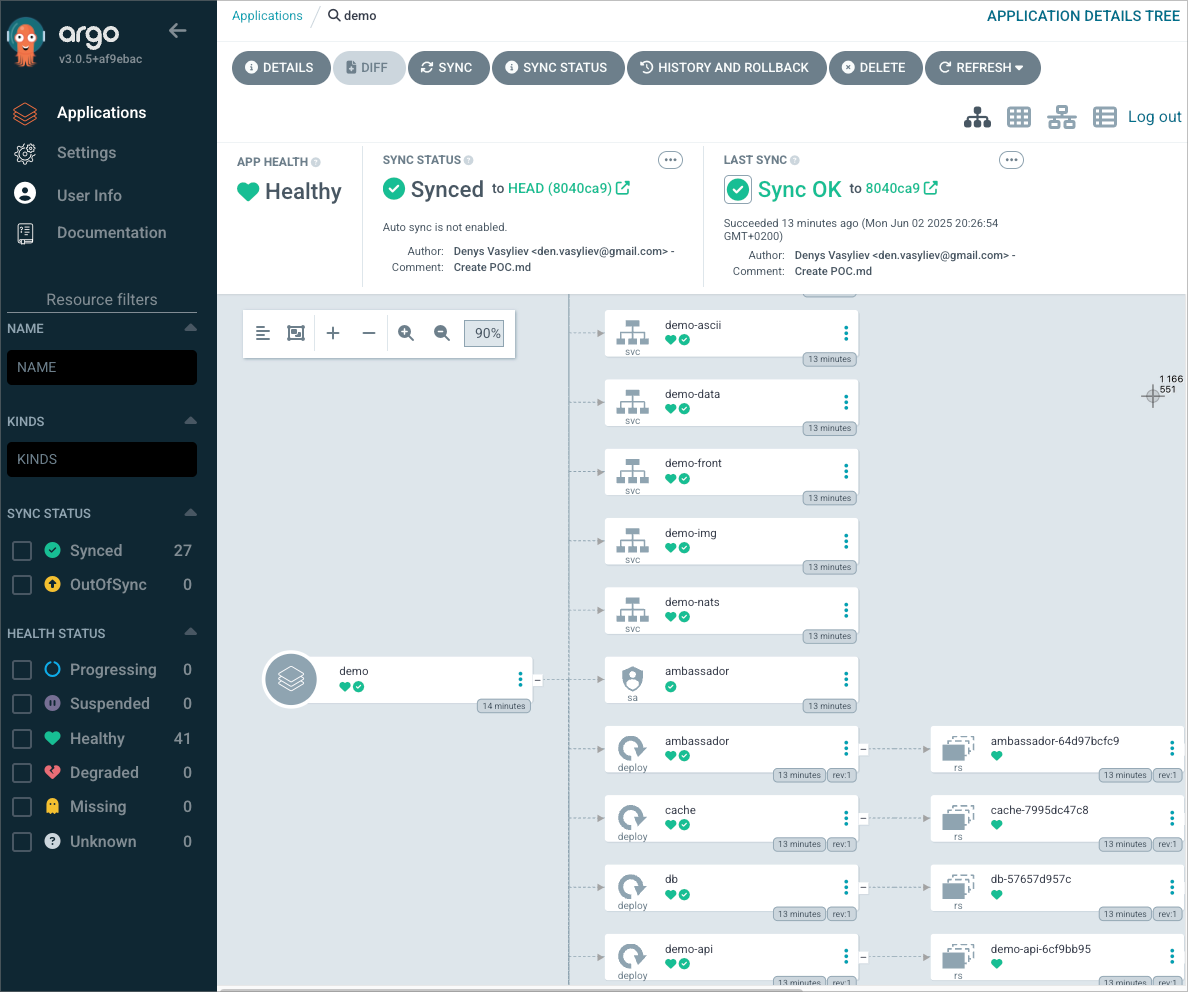 Applications
demo
APPLICATION DETAILS TREE
argo
v3.0.5+af9ebac
DETAILS
DIFF
SYNC
SYNC STATUS
HISTORY AND ROLLBACK
DELETE
REFRESH
Log out
Applications
Settings
User Info
Documentation
APP HEALTH
Healthy
SYNC STATUS
Synced to HEAD (8040ca9)
Auto sync is not enabled.
Author: Denys Vasyliev <den.vasyliev@gmail.com> -
Comment: Create POC.md
LAST SYNC
Sync OK to 8040ca9
Succeeded 13 minutes ago (Mon Jun 02 2025 20:26:54
GMT+0200)
Author: Denys Vasyliev <den.vasyliev@gmail.com> -
Comment: Create POC.md
Resource filters
NAME
NAME
KINDS
KINDS
SYNC STATUS
Synced 27
OutOfSync 0
HEALTH STATUS
Progressing 0
Suspended 0
Healthy 41
Degraded 0
Missing 0
Unknown 0
90%
1 166
551
demo
14 minutes
demo-ascii
svc
13 minutes
demo-data
svc
13 minutes
demo-front
svc
13 minutes
demo-img
svc
13 minutes
demo-nats
svc
13 minutes
ambassador
sa
13 minutes
ambassador
deploy
13 minutes rev:1
ambassador-64d97bcfc9
rs
13 minutes rev:1
cache
deploy
13 minutes rev:1
cache-7995dc47c8
rs
13 minutes rev:1
db
deploy
13 minutes rev:1
db-57657d957c
rs
13 minutes rev:1
demo-api
deploy
13 minutes rev:1
demo-api-6cf9bb95
rs
13 minutes rev:1